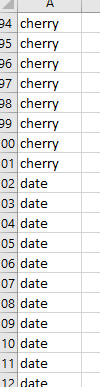 A
94 cherry
95 cherry
96 cherry
97 cherry
98 cherry
99 cherry
00 cherry
01 cherry
02 date
03 date
04 date
05 date
06 date
07 date
08 date
09 date
10 date
11 date
12 date